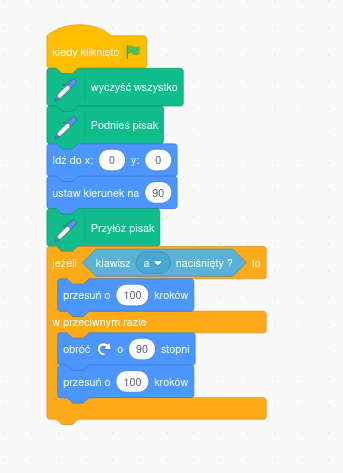 kiedy kliknięto
wyczyść wszystko
Podnieś pisak
Idź do x: 0 y: 0
ustaw kierunek na 90
Przyłóż pisak
jeżeli klawisz a naciśnięty ? to
przesuń o 100 kroków
w przeciwnym razie
obróć o 90 stopni
przesuń o 100 kroków